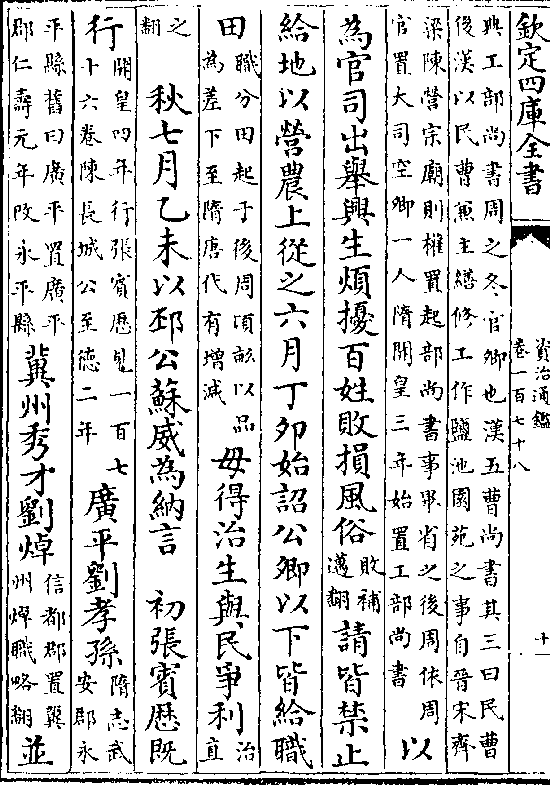 欽定四庫全書
資治通鑑
卷一百七十八
十一
興工部尚書周之冬官卿也漢五曹尚書其三曰民曹
後漢以民曹兼主繕修工作鹽池園苑之事自晉宋齊
梁陳營宗廟則權置起部尚書事畢省之後周依周
官置大司空卿一人隋開皇三年始置工部尚書
以
為官司出舉興生煩擾百姓敗損風俗
敗補
邁翻
請皆禁止
給地以營農上從之六月丁卯始詔公卿以下皆給職
田
職分田起于後周頃畝以品
為差下至隋唐代有增減
毋得治生與民爭利
治
直
之
翻
秋七月乙未以邳公蘇威為納言
初張賓歴既
行
開皇四年行張賓歴見一百七
十六卷陳長城公至德二年
廣平劉孝孫
隋志武
安郡永
平縣舊曰廣平置廣平
郡仁壽元年改永平縣
冀州秀才劉焯
信都郡置冀
州焯職略翻
並